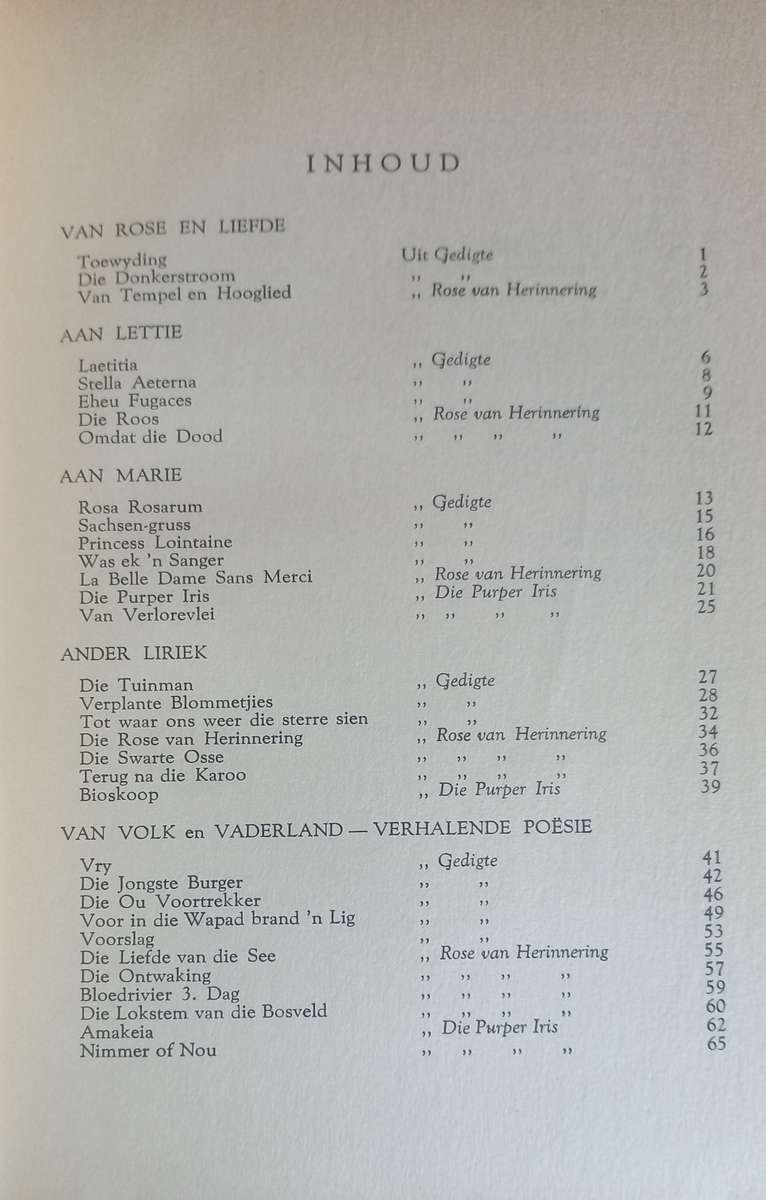 INHOUD
VAN ROSE EN LIEFDE
Toewyding Uit Gedigte 1
Die Donkerstroom ,, ,, 2
Van Tempel en Hooglied ,, Rose van Herinnering 3
AAN LETTIE
Laetitia ,, Gedigte 6
Stella Aeterna ,, ,, 8
Eheu Fugaces ,, ,, 9
Die Roos ,, Rose van Herinnering 11
Omdat die Dood ,, ,, ,, ,, 12
AAN MARIE
Rosa Rosarum ,, Gedigte 13
Sachsen-gruss ,, ,, 15
Princess Lointaine ,, ,, 16
Was ek 'n Sanger ,, ,, 18
La Belle Dame Sans Merci ,, Rose van Herinnering 20
Die Purper Iris ,, Die Purper Iris 21
Van Verlorevlei ,, ,, ,, ,, 25
ANDER LIRIEK
Die Tuinman ,, Gedigte 27
Verplante Blommetjies ,, ,, 28
Tot waar ons weer die sterre sien ,, ,, 32
Die Rose van Herinnering ,, Rose van Herinnering 34
Die Swarte Osse ,, ,, ,, ,, 36
Terug na die Karoo ,, ,, ,, ,, 37
Bioskoop ,, Die Purper Iris 39
VAN VOLK en VADERLAND — VERHALENDE POËSIE
Vry ,, Gedigte 41
Die Jongste Burger ,, ,, 42
Die Ou Voortrekker ,, ,, 46
Voor in die Wapad brand 'n Lig ,, ,, 49
Voorslag ,, ,, 53
Die Liefde van die See ,, Rose van Herinnering 55
Die Ontwaking ,, ,, ,, ,, 57
Bloedrivier 3. Dag ,, ,, ,, ,, 59
Die Lokstem van die Bosveld ,, ,, ,, ,, 60
Amakeia ,, Die Purper Iris 62
Nimmer of Nou ,, ,, ,, ,, 65